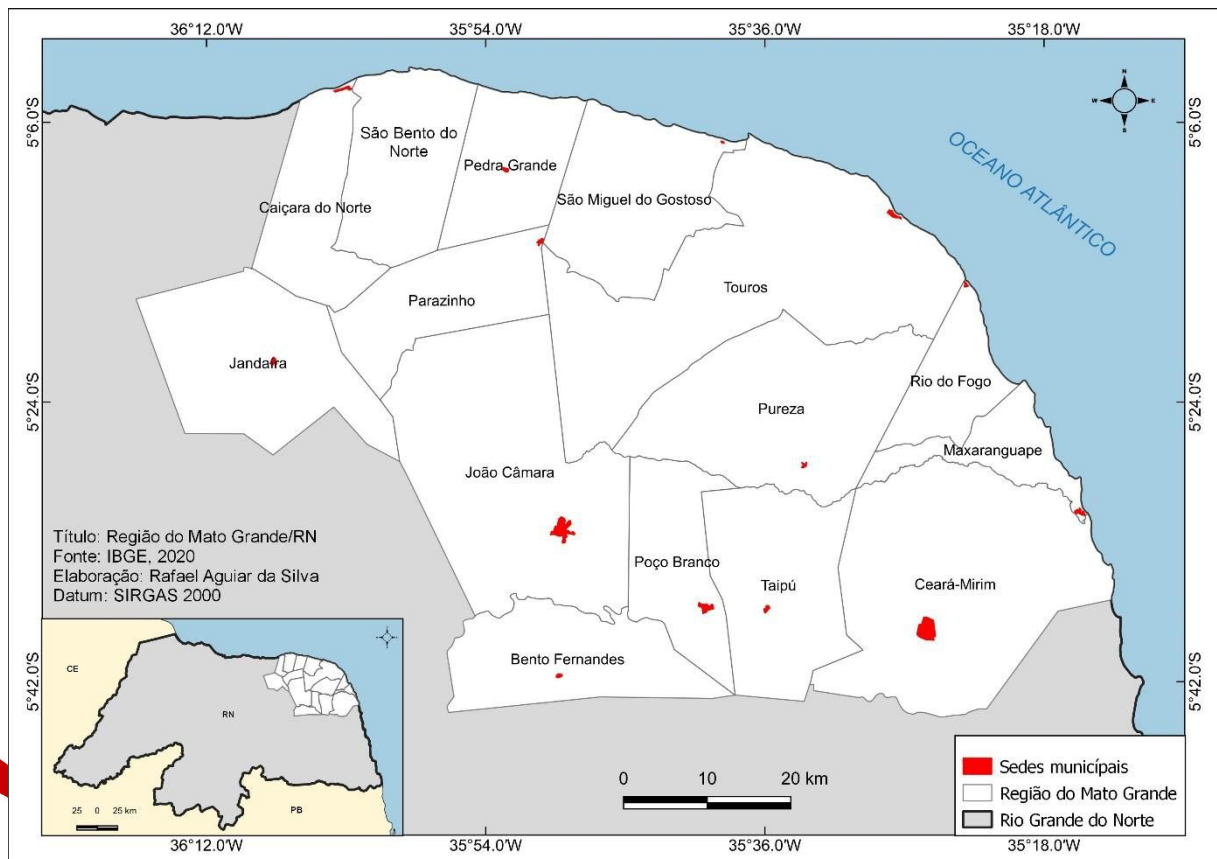 36°12.0'W 35°54.0'W 35°36.0'W 35°18.0'W
N
W E
S
5°6.0'S
5°6.0'S
São Bento do
Norte
Pedra Grande
OCEANO ATLÂNTICO
Caiçara do Norte
São Miguel do Gostoso
Touros
Parazinho
Jandaíra
Rio do Fogo
5°24.0'S
5°24.0'S
Pureza
Maxaranguape
João Câmara
Título: Região do Mato Grande/RN
Fonte: IBGE, 2020
Elaboração: Rafael Aguiar da Silva
Datum: SIRGAS 2000
Poço Branco
Taipú
Ceará-Mirim
Bento Fernandes
5°42.0'S
5°42.0'S
CE
RN
PB
25 0 25 km
0 10 20 km
Sedes municípais
Região do Mato Grande
Rio Grande do Norte
36°12.0'W 35°54.0'W 35°36.0'W 35°18.0'W